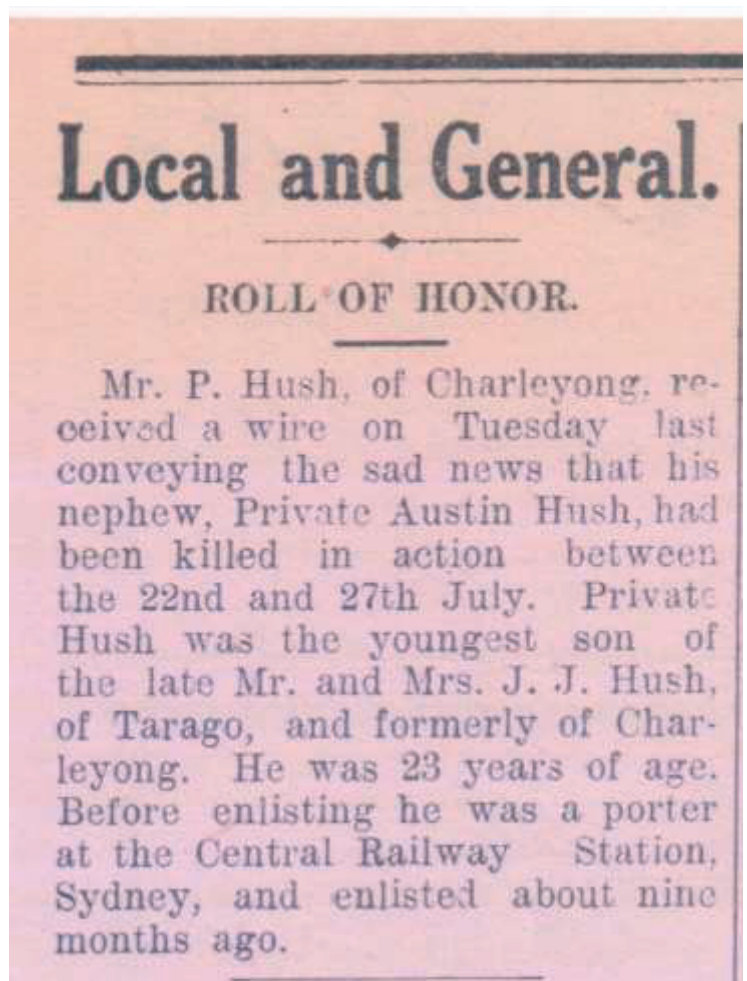 Local and General.
ROLL OF HONOR.
Mr. P. Hush, of Charleyong, re-
ceived a wire on Tuesday last
conveying the sad news that his
nephew, Private Austin Hush, had
been killed in action between
the 22nd and 27th July. Private
Hush was the youngest son of
the late Mr. and Mrs. J. J. Hush,
of Tarago, and formerly of Char-
leyong. He was 23 years of age.
Before enlisting he was a porter
at the Central Railway Station,
Sydney, and enlisted about nine
months ago.